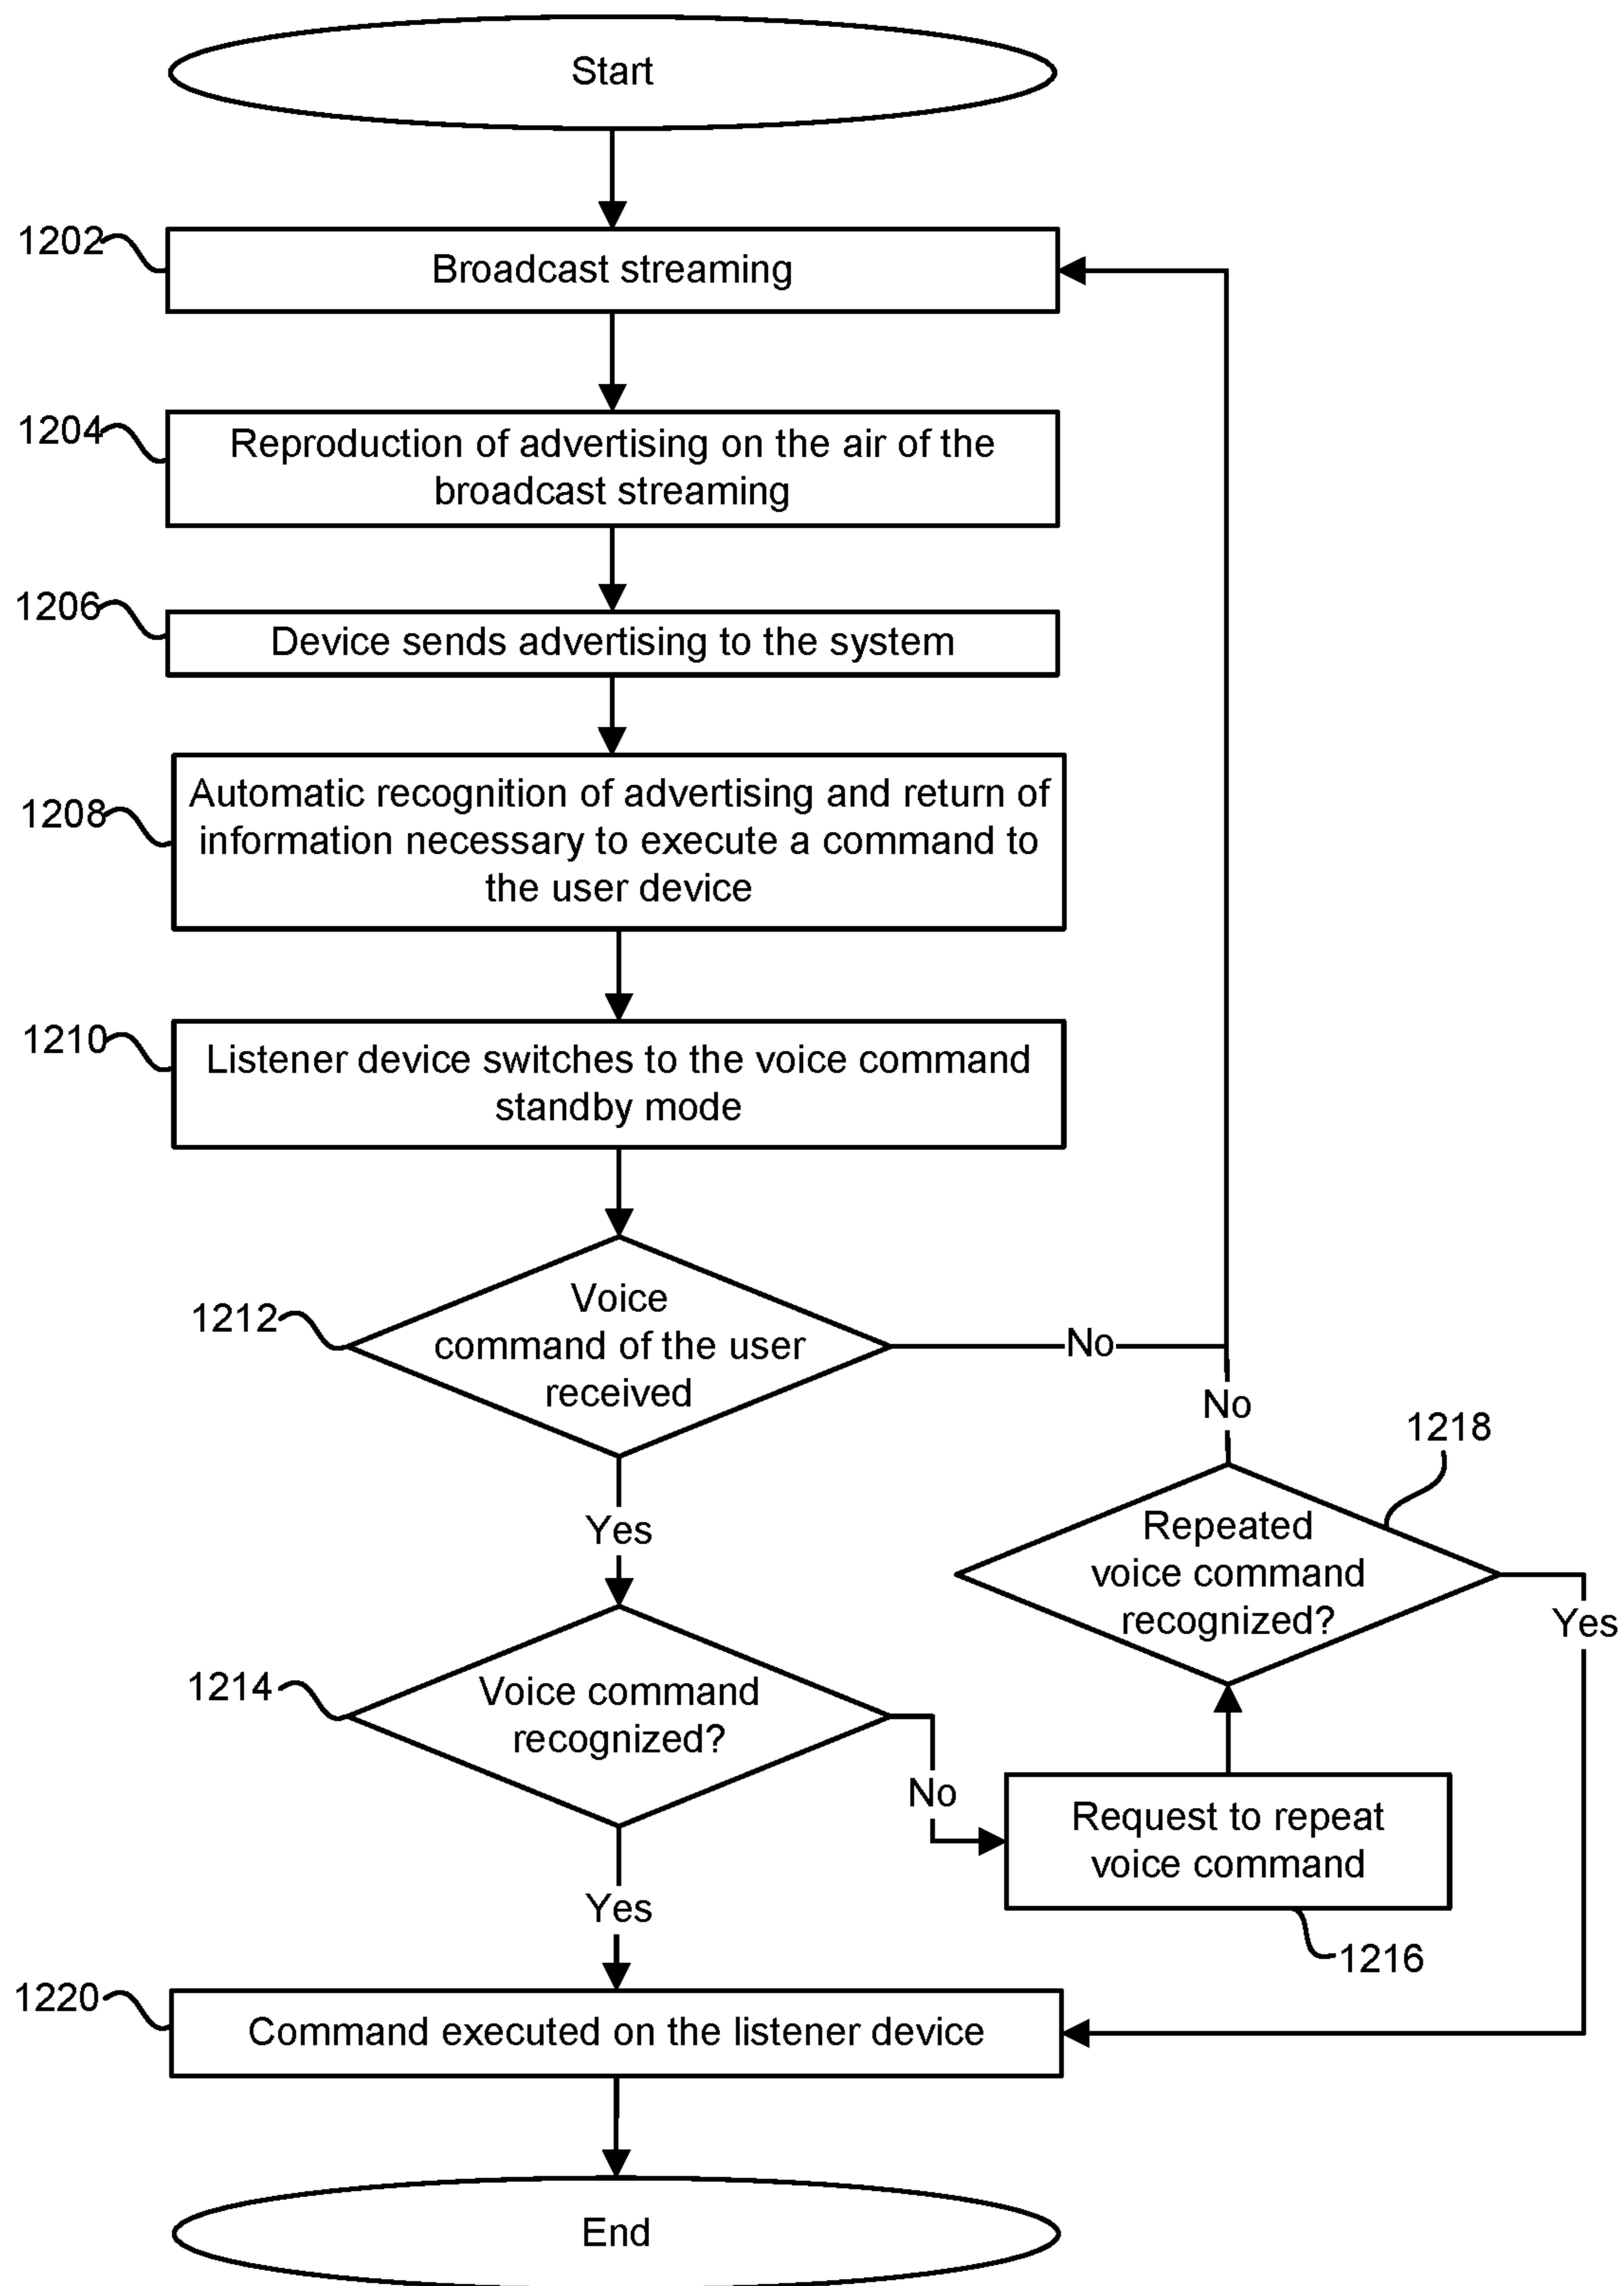 Start
1202
Broadcast streaming
1204
Reproduction of advertising on the air of the
broadcast streaming
1206
Device sends advertising to the system
1208
Automatic recognition of advertising and return of
information necessary to execute a command to
the user device
1210
Listener device switches to the voice command
standby mode
1212
Voice
command of the user
received
No
No
Yes
1218
Repeated
voice command
recognized?
Yes
1214
Voice command
recognized?
No
Request to repeat
voice command
1216
Yes
1220
Command executed on the listener device
End